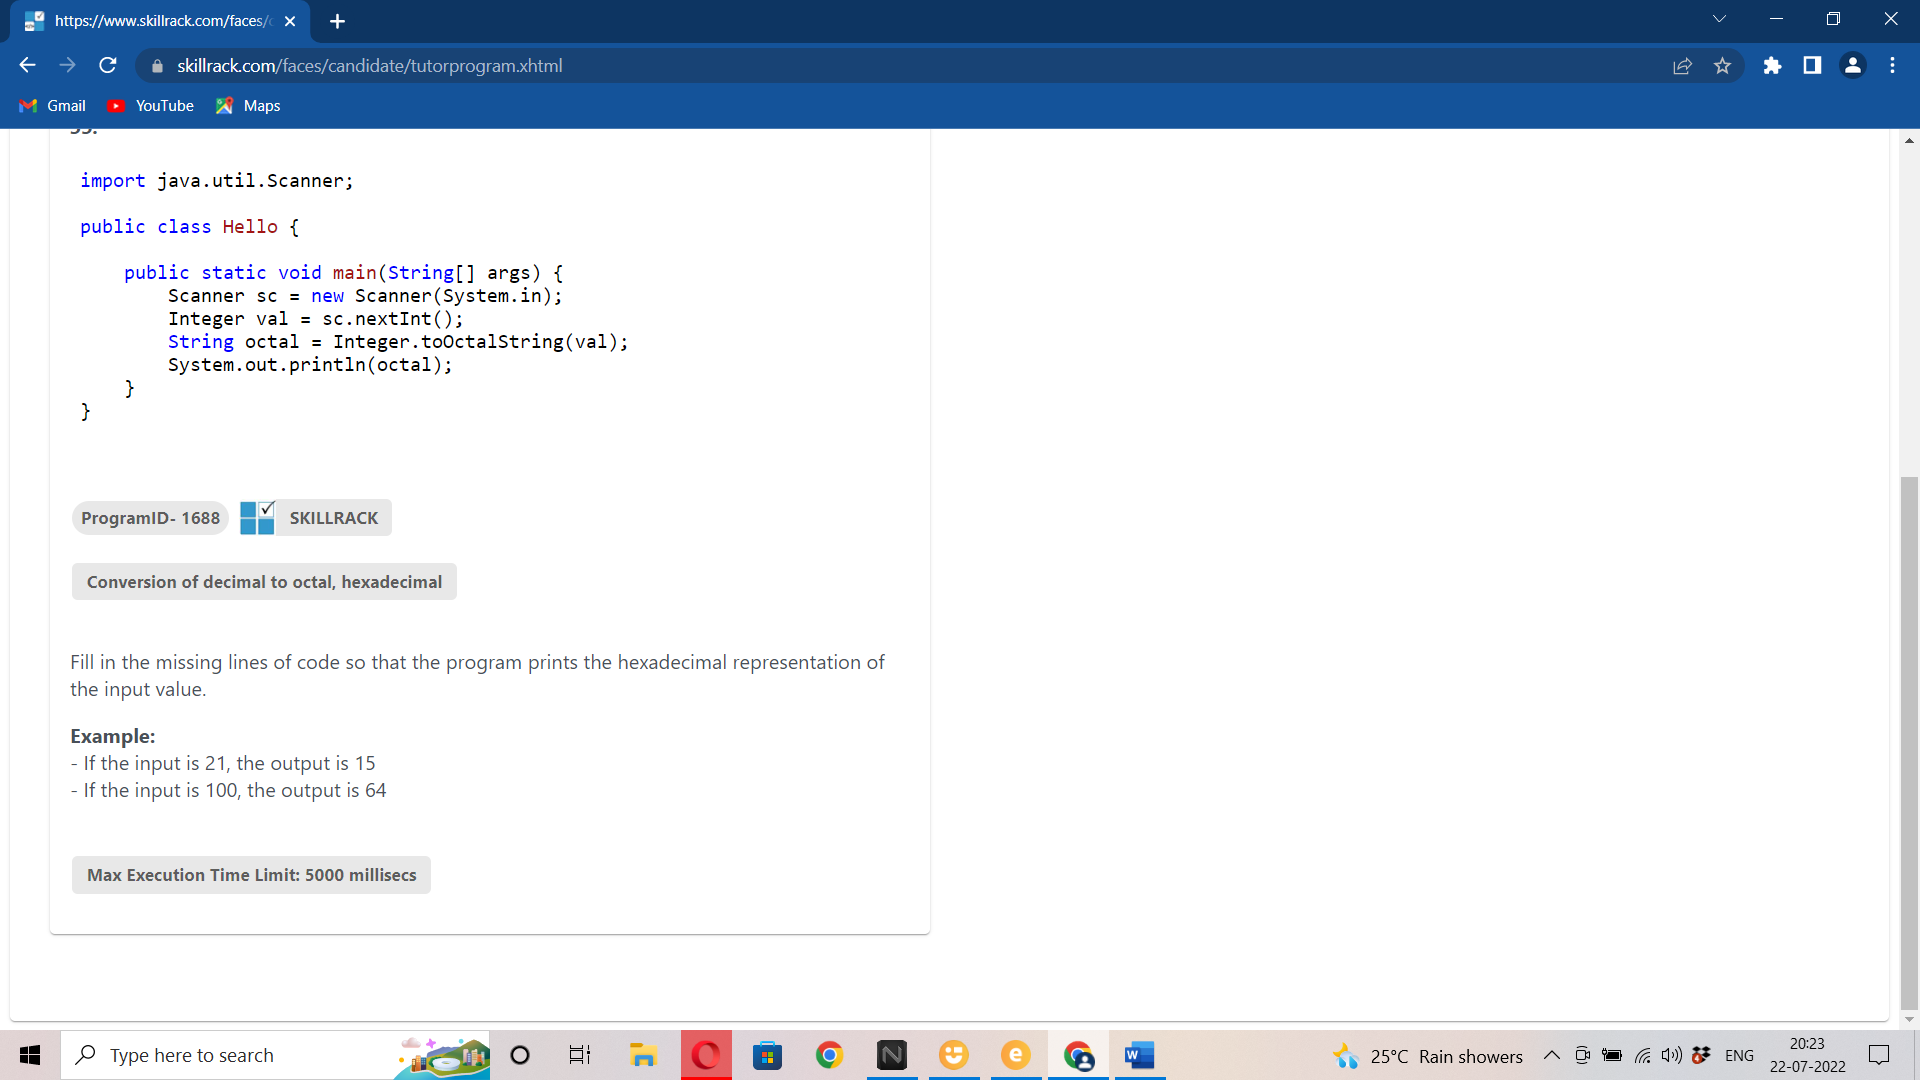 https://www.skillrack.com/faces/c
skillrack.com/faces/candidate/tutorprogram.xhtml
Gmail YouTube Maps
import java.util.Scanner;
public class Hello {
public static void main(String[] args) {
Scanner sc = new Scanner(System.in);
Integer val = sc.nextInt();
String octal = Integer.toOctalString(val);
System.out.println(octal);
}
}
ProgramID- 1688 SKILLRACK
Conversion of decimal to octal, hexadecimal
Fill in the missing lines of code so that the program prints the hexadecimal representation of
the input value.
Example:
- If the input is 21, the output is 15
- If the input is 100, the output is 64
Max Execution Time Limit: 5000 millisecs
Type here to search
25°C Rain showers
ENG
20:23
22-07-2022